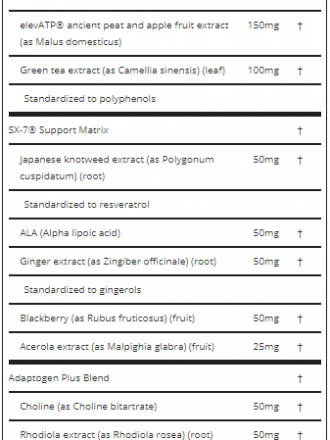 elevATP® ancient peat and apple fruit extract 150mg †
(as Malus domesticus)
Green tea extract (as Camellia sinensis) (leaf) 100mg †
Standardized to polyphenols
SX-7® Support Matrix †
Japanese knotweed extract (as Polygonum 50mg †
cuspidatum) (root)
Standardized to resveratrol
ALA (Alpha lipoic acid) 50mg †
Ginger extract (as Zingiber officinale) (root) 50mg †
Standardized to gingerols
Blackberry (as Rubus fruticosus) (fruit) 50mg †
Acerola extract (as Malpighia glabra) (fruit) 25mg †
Adaptogen Plus Blend †
Choline (as Choline bitartrate) 50mg †
Rhodiola extract (as Rhodiola rosea) (root) 50mg †